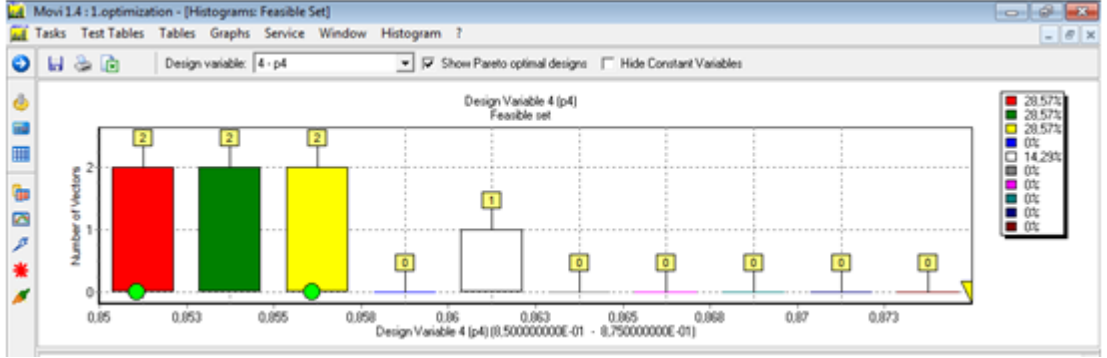 Movi 1.4 : 1.optimization - [Histograms: Feasible Set]
Tasks Test Tables Tables Graphs Service Window Histogram ?
Design variable: 4 - p4 Show Pareto optimal designs Hide Constant Variables
Design Variable 4 (p4)
Feasible set
28,57%
28,57%
28,57%
0%
14,29%
0%
0%
0%
0%
0%
2 2 2 0 1 0 0 0 0 0
Number of Vectors
2
1
0
0,85 0,853 0,855 0,858 0,86 0,863 0,865 0,868 0,87 0,873
Design Variable 4 (p4) (8,500000000E-01 - 8,750000000E-01)